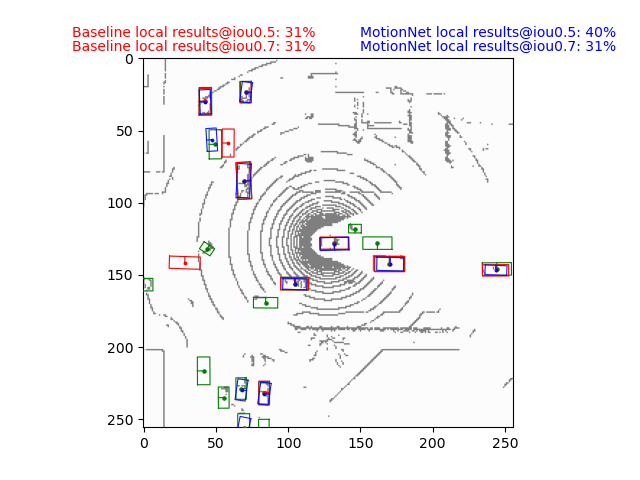 Baseline local results@iou0.5: 31% MotionNet local results@iou0.5: 40%
Baseline local results@iou0.7: 31% MotionNet local results@iou0.7: 31%
0
50
100
150
200
250
0 50 100 150 200 250